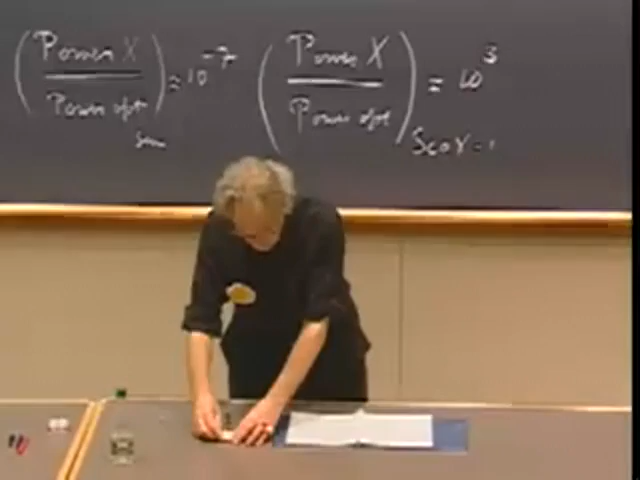 (Power X / Power opt) sun = 10^-7
(Power X / Power opt) Sco X-1 = 10^3